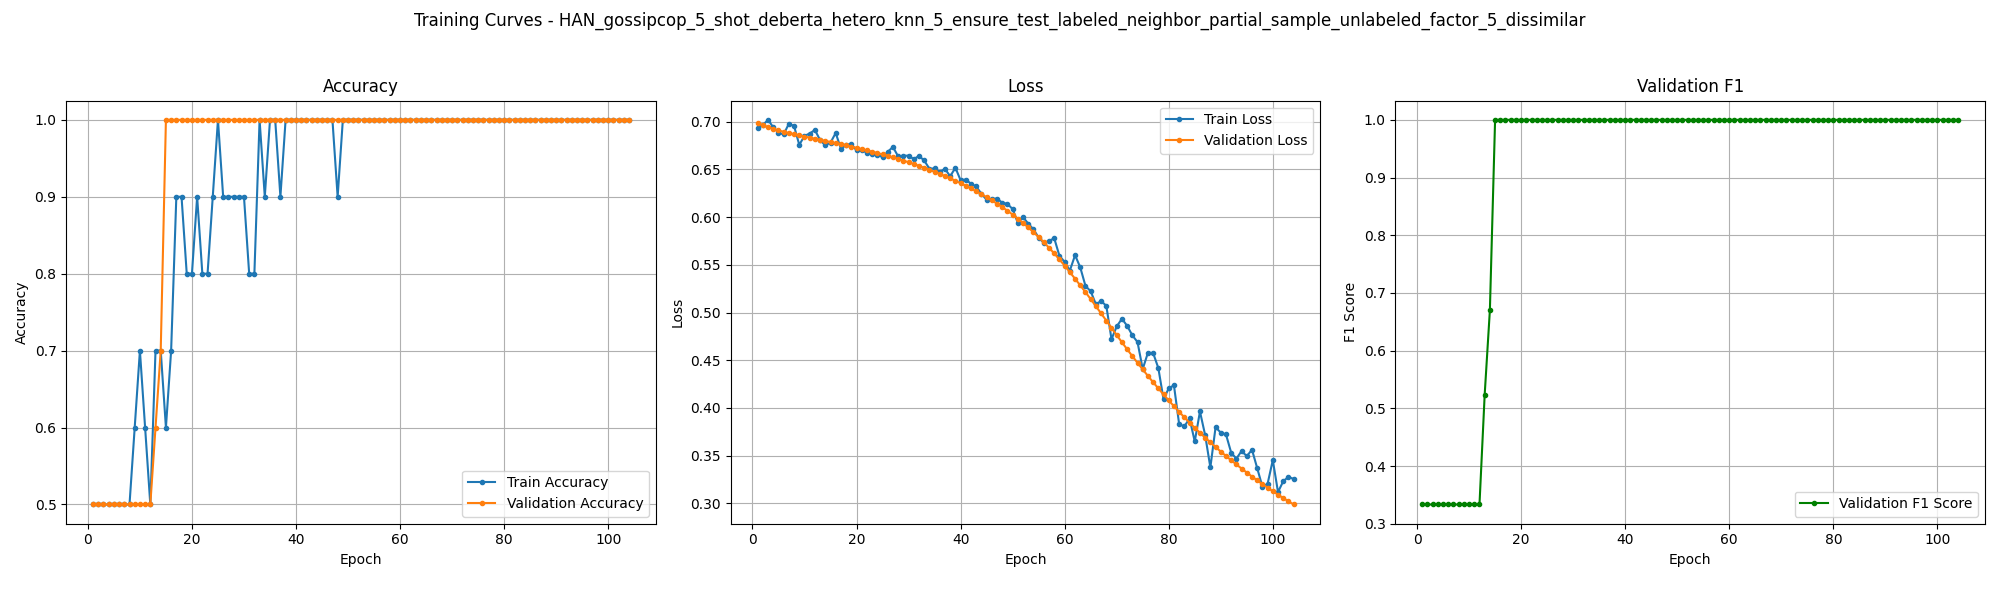 Training Curves - HAN_gossipcop_5_shot_deberta_hetero_knn_5_ensure_test_labeled_neighbor_partial_sample_unlabeled_factor_5_dissimilar
Accuracy
Accuracy
1.0
0.9
0.8
0.7
0.6
0.5
0 20 40 60 80 100
Epoch
Train Accuracy
Validation Accuracy
Loss
Loss
0.70
0.65
0.60
0.55
0.50
0.45
0.40
0.35
0.30
0 20 40 60 80 100
Epoch
Train Loss
Validation Loss
Validation F1
F1 Score
1.0
0.9
0.8
0.7
0.6
0.5
0.4
0.3
0 20 40 60 80 100
Epoch
Validation F1 Score